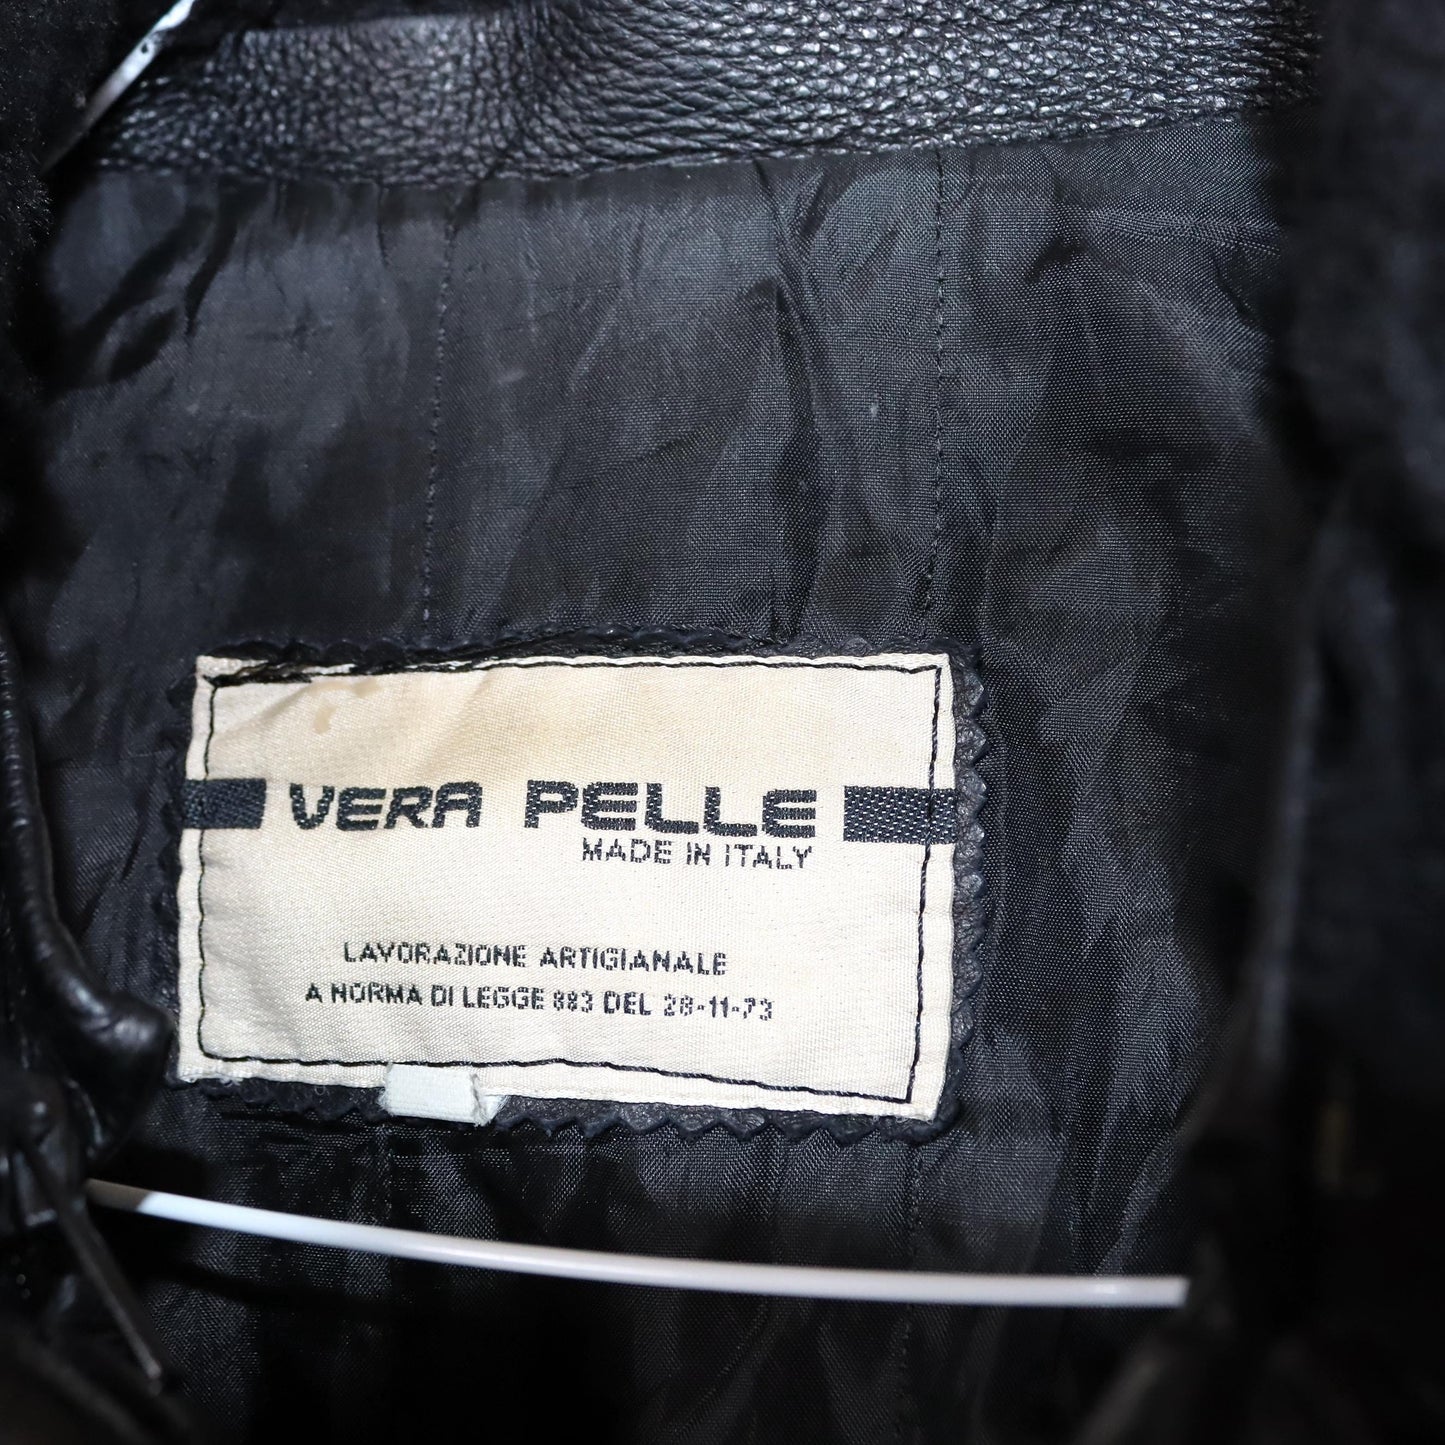 VERA PELLE
MADE IN ITALY
LAVORAZIONE ARTIGIANALE
A NORMA DI LEGGE 883 DEL 28-11-73